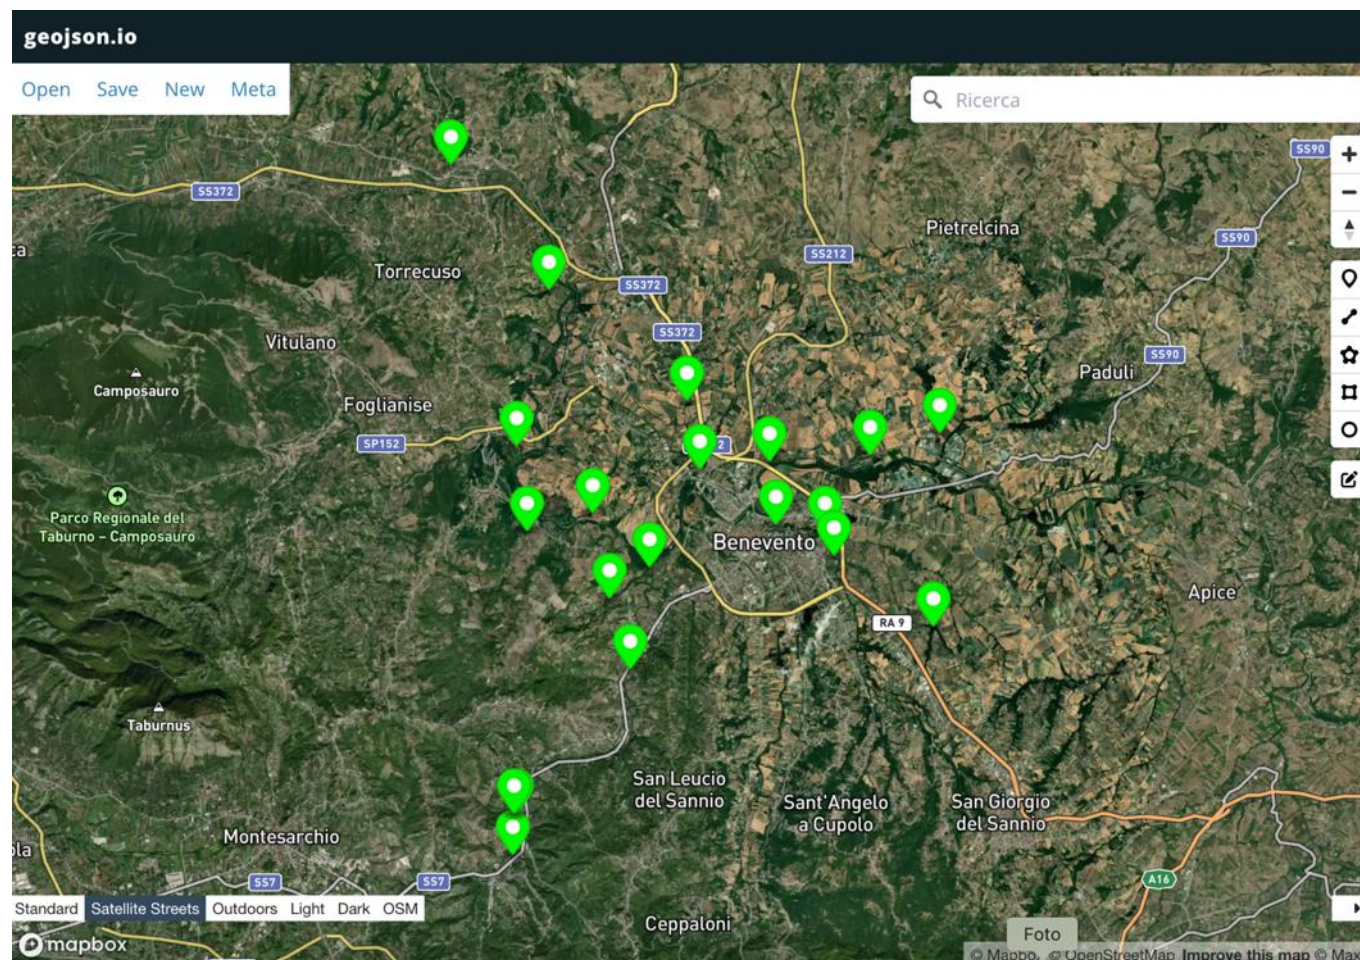 geojson.io
Open Save New Meta
Ricerca
SS90
SS372
Pietrelcina
SS90
SS212
Torrecuso
SS372
SS372
Vitulano
SS90
Paduli
Camposauro
Foglianise
SP152
Parco Regionale del
Taburno – Camposauro
Benevento
Apice
RA 9
Taburnus
San Leucio
del Sannio
Sant'Angelo
a Cupolo
San Giorgio
del Sannio
Montesarchio
SS7
SS7
A16
Standard Satellite Streets Outdoors Light Dark OSM
Ceppaloni
Foto
mapbox
© OpenStreetMap Improve this map ©